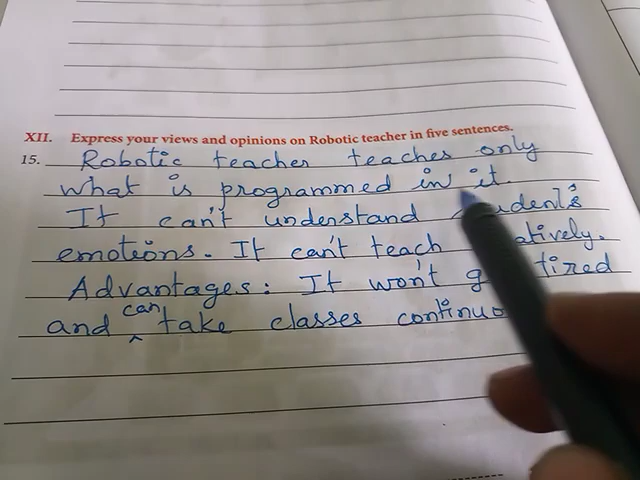 XII. Express your views and opinions on Robotic teacher in five sentences.
15. Robotic teacher teaches only
what is programmed in it.
It can't understand
emotions. It can't teach
Advantages: It won't tired
and can take classes